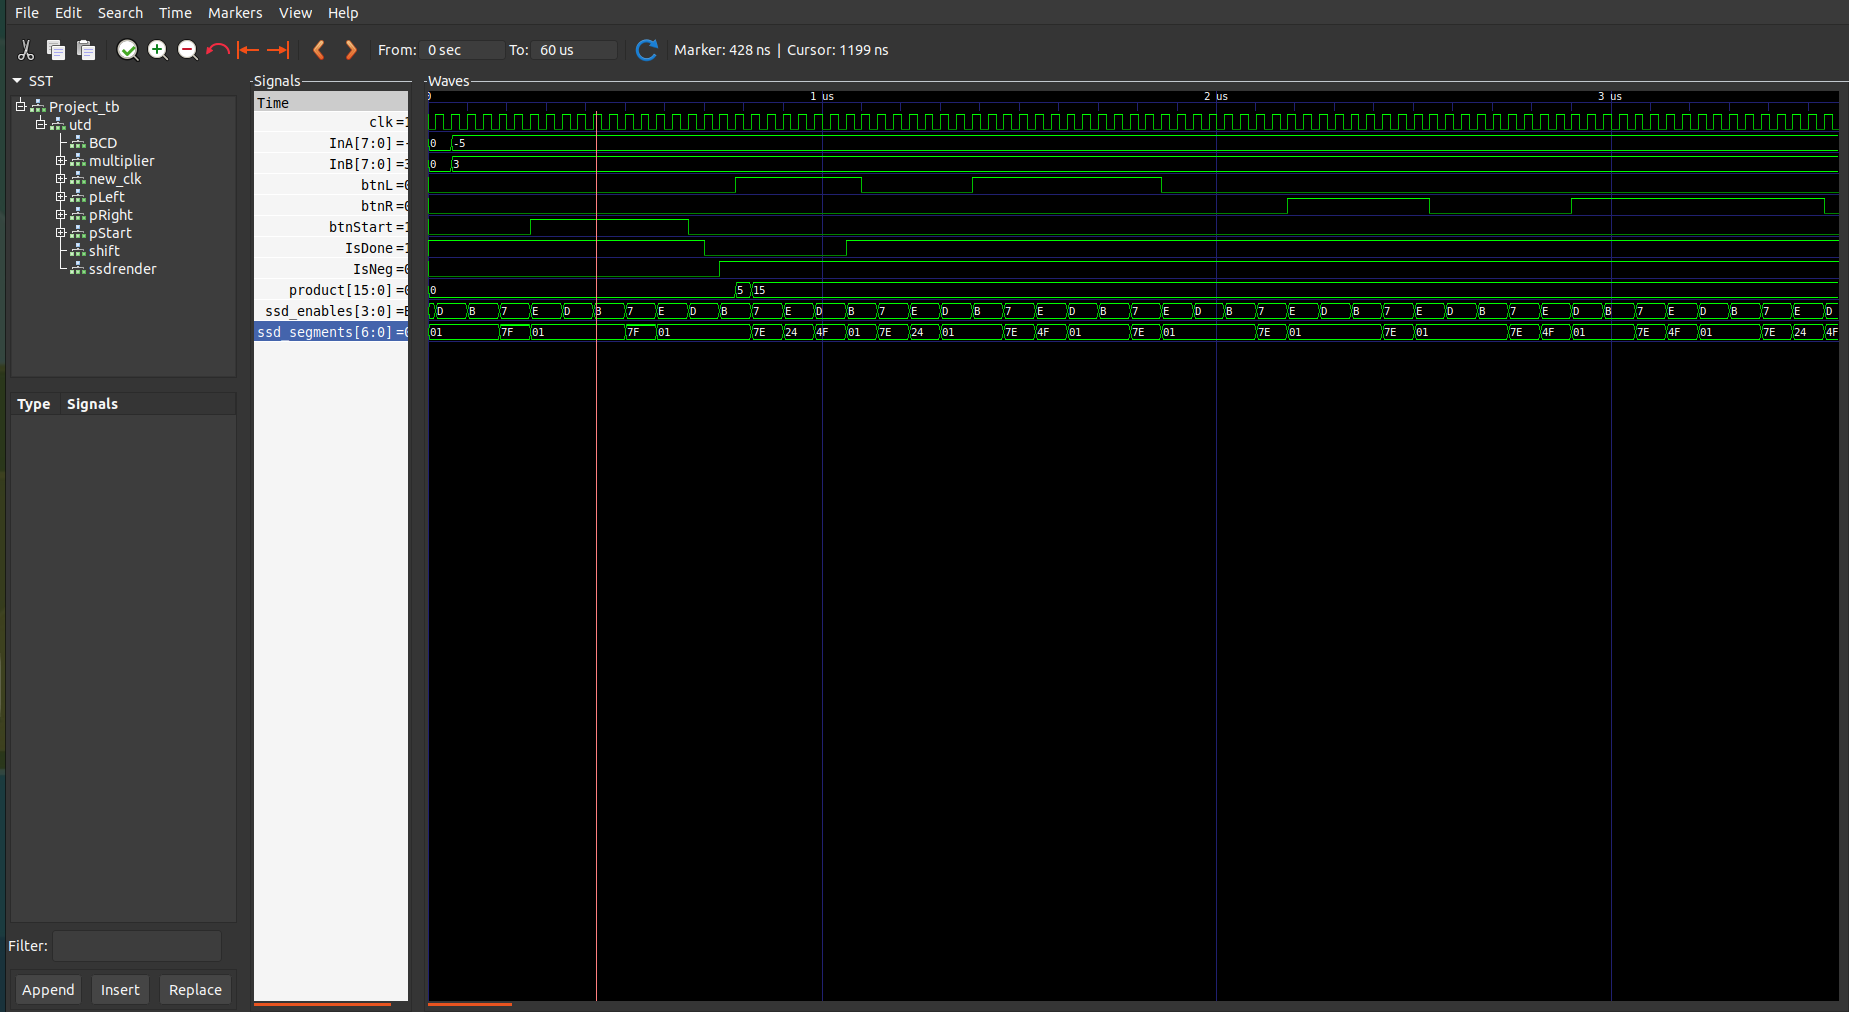 File Edit Search Time Markers View Help
From: 0 sec To: 60 us Marker: 428 ns | Cursor: 1199 ns
SST
Project_tb
utd
BCD
multiplier
new_clk
pLeft
pRight
pStart
shift
ssdrender
Type Signals
Filter:
Append Insert Replace
Signals
Time
clk=1
InA[7:0]=-
InB[7:0]=3
btnL=0
btnR=0
btnStart=1
IsDone=1
IsNeg=0
product[15:0]=0
ssd_enables[3:0]=B
ssd_segments[6:0]=0
Waves
0 1 us 2 us 3 us
0 -5
0 3
0 5 15
D B 7 E D B 7 E D B 7 E D B 7 E D B 7 E D B 7 E D B 7 E D B 7 E D B 7 E D B 7 E D B 7 E D
01 7F 01 7F 01 7E 24 4F 01 7E 24 01 7E 4F 01 7E 01 7E 01 7E 01 7E 4F 01 7E 4F 01 7E 24 4F